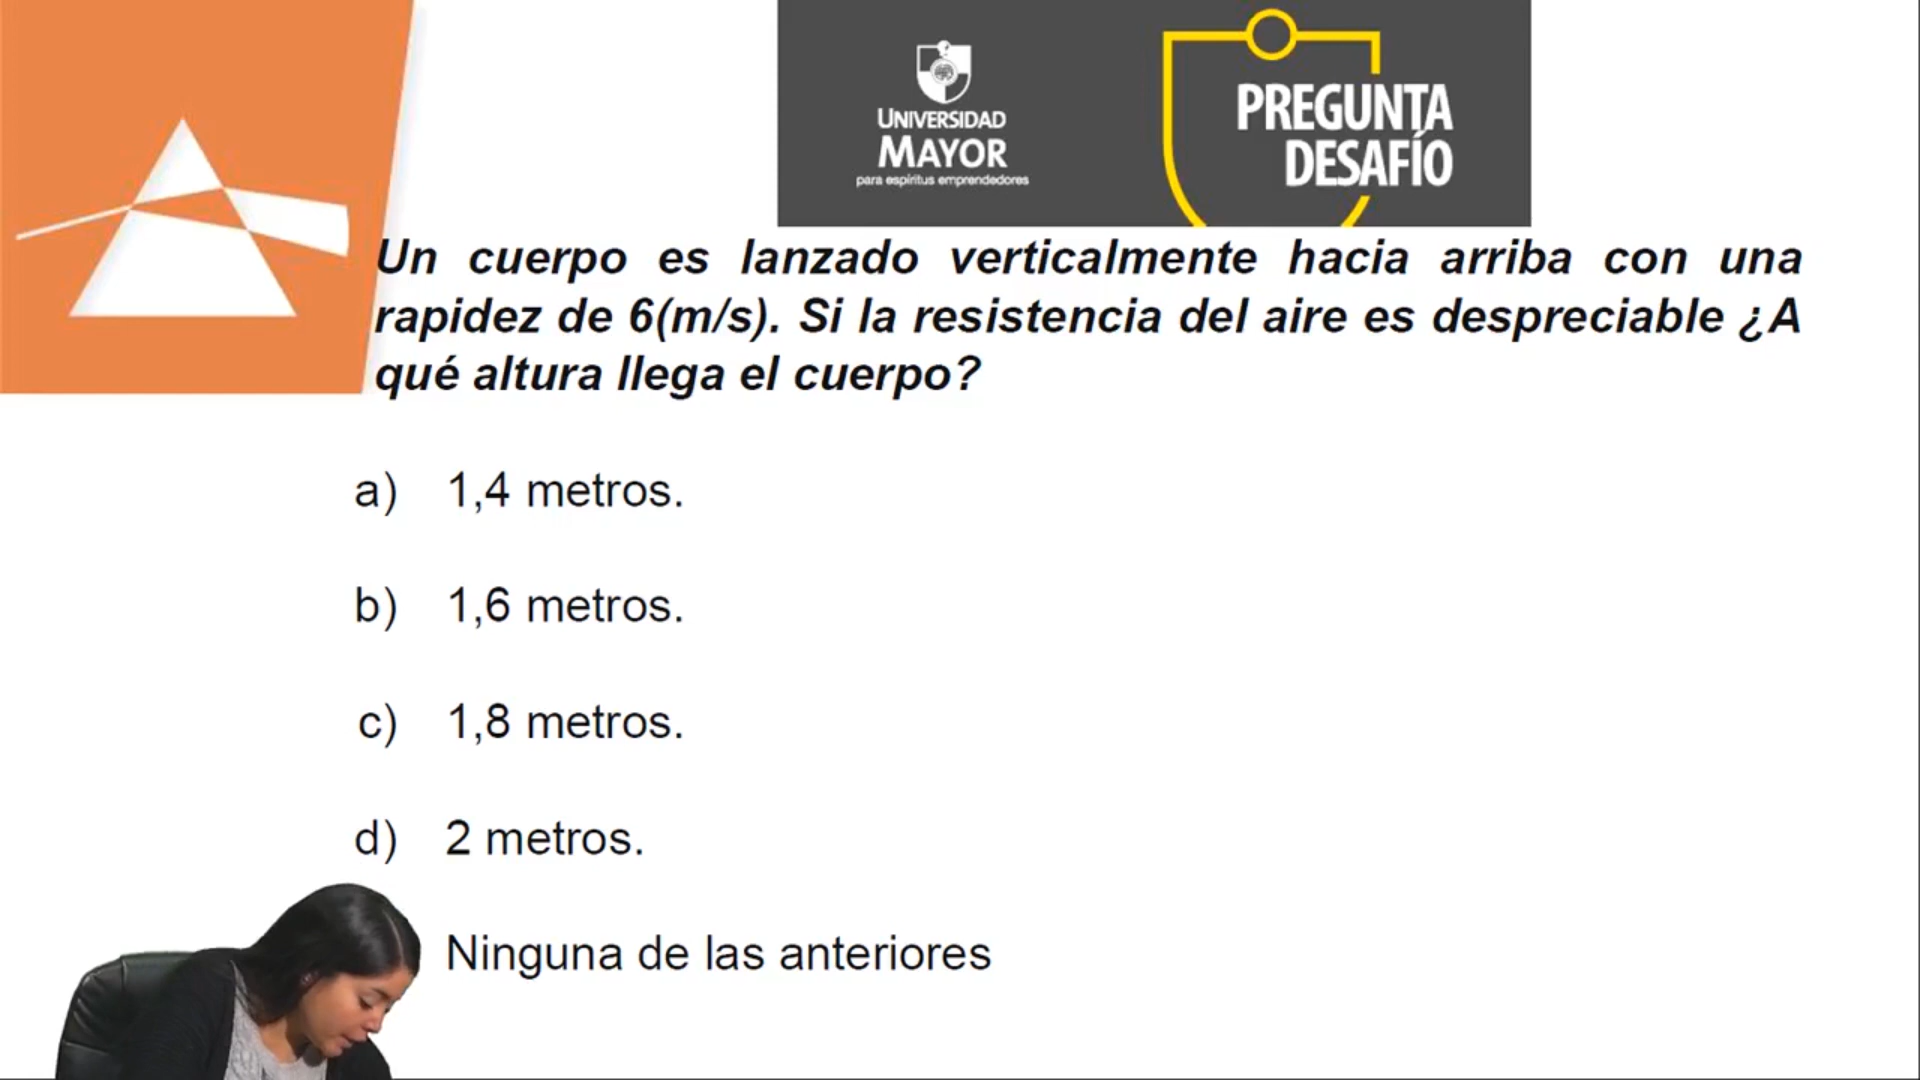 UNIVERSIDAD
MAYOR
para espíritus emprendedores
PREGUNTA
DESAFÍO
Un cuerpo es lanzado verticalmente hacia arriba con una
rapidez de 6(m/s). Si la resistencia del aire es despreciable ¿A
qué altura llega el cuerpo?
a) 1,4 metros.
b) 1,6 metros.
c) 1,8 metros.
d) 2 metros.
Ninguna de las anteriores